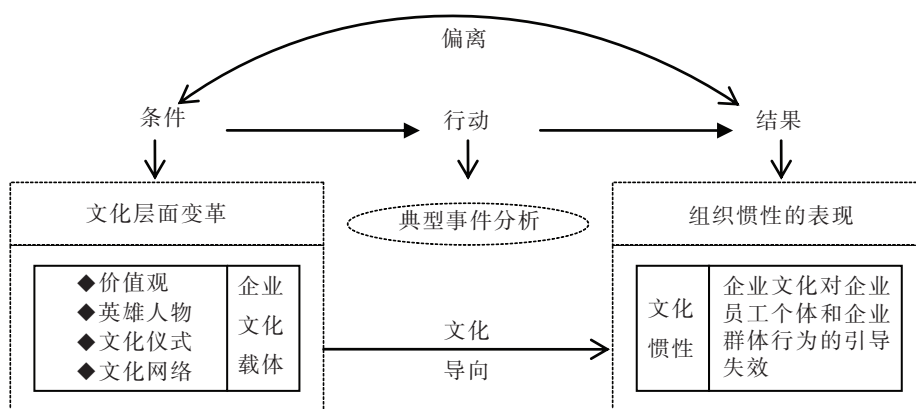 偏离
条件
行动
结果
文化层面变革
典型事件分析
组织惯性的表现
◆价值观
◆英雄人物
◆文化仪式
◆文化网络
企业
文化
载体
文化
导向
文化
惯性
企业文化对企业
员工个体和企业
群体行为的引导
失效